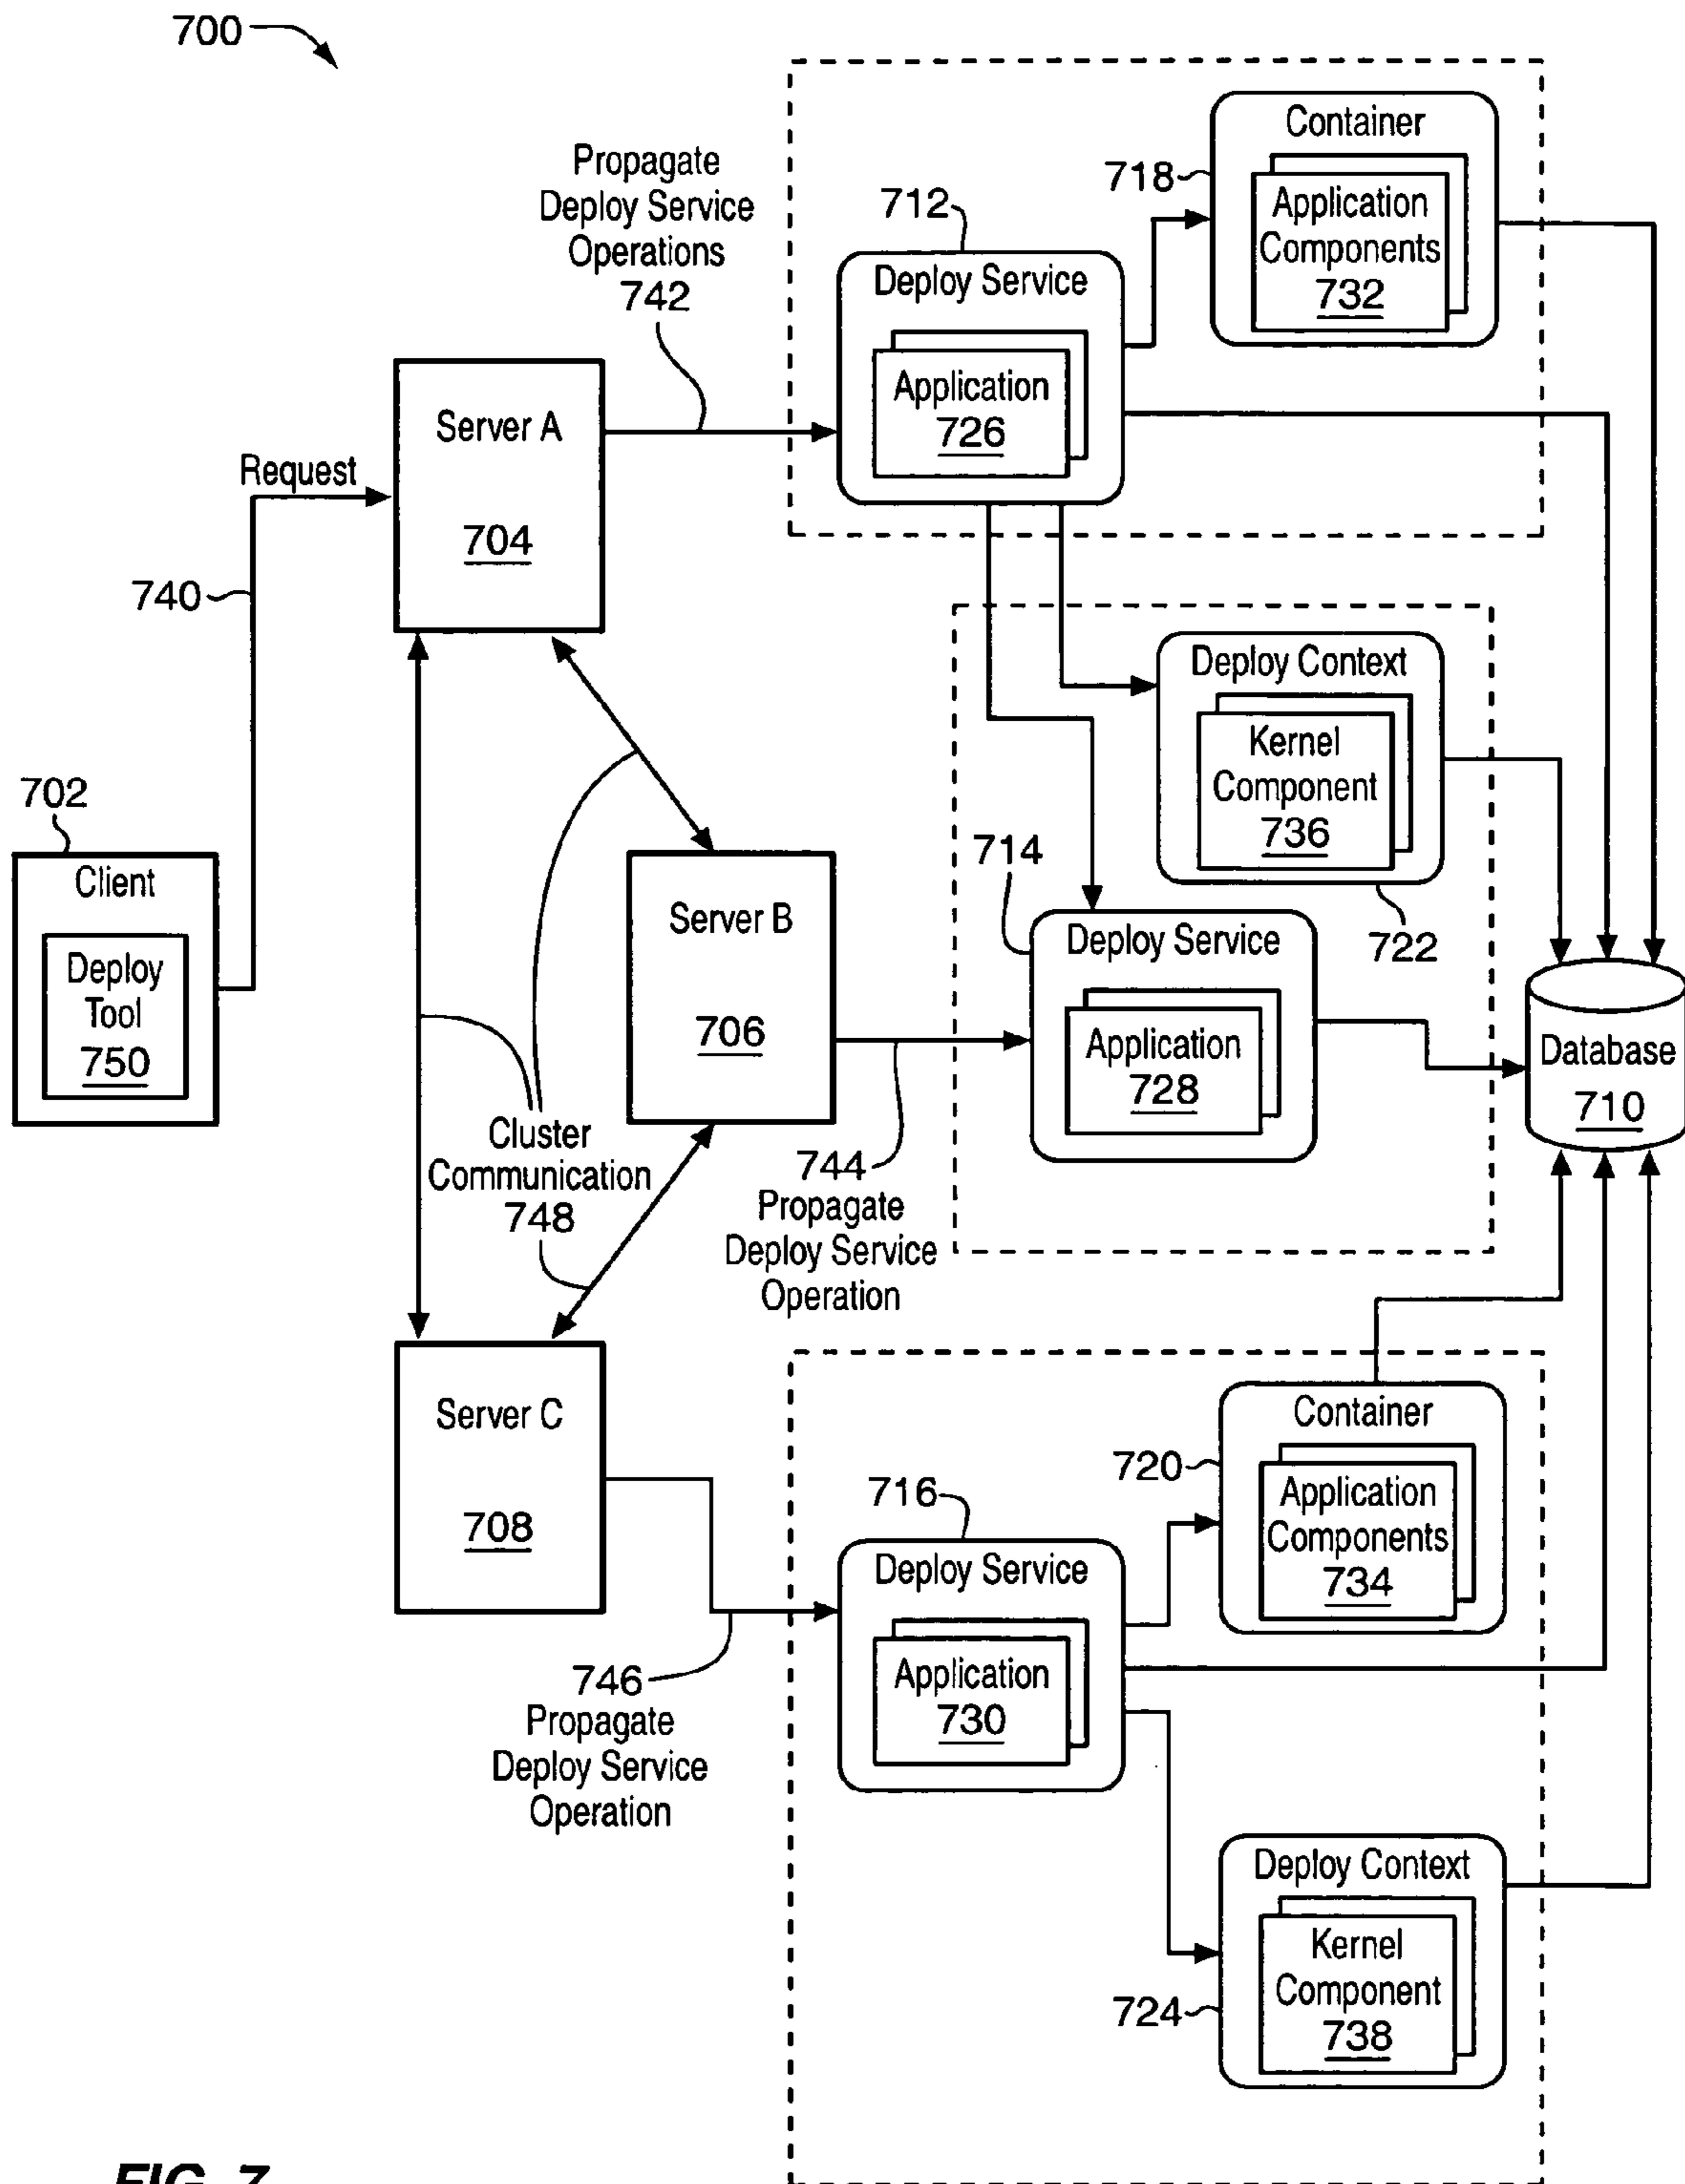 700
Propagate
Deploy Service
Operations
742
712
Deploy Service
Application
726
718
Container
Application
Components
732
Server A
704
Request
740
Deploy Context
Kernel
Component
736
722
702
Client
Deploy
Tool
750
Server B
706
714
Deploy Service
Application
728
Database
710
Cluster
Communication
748
744
Propagate
Deploy Service
Operation
Server C
708
716
Deploy Service
Application
730
720
Container
Application
Components
734
746
Propagate
Deploy Service
Operation
Deploy Context
Kernel
Component
738
724
FIG. 7